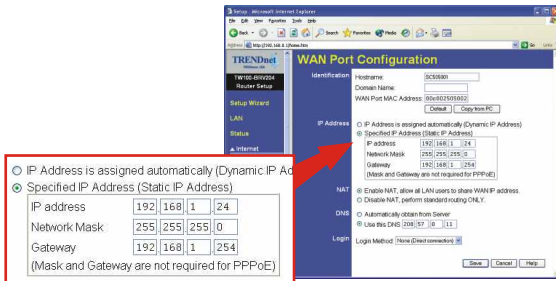 Setup - Microsoft Internet Explorer
File Edit View Favorites Tools Help
Back Search Favorites Media
Address http://192.168.0.1/home.htm Go
TRENDnet
TW100-BRV204
Router Setup
Setup Wizard
LAN
Status
Internet
WAN Port Configuration
Identification
Hostname:
Domain Name:
WAN Port MAC Address: 00c002505002
Default Copy from PC
IP Address
IP Address is assigned automatically (Dynamic IP Address)
Specified IP Address (Static IP Address)
IP address 192 168 1 24
Network Mask 255 255 255 0
Gateway 192 168 1 254
(Mask and Gateway are not required for PPPoE)
NAT
Enable NAT, allow all LAN users to share WAN IP address.
Disable NAT, perform standard routing ONLY.
DNS
Automatically obtain from Server
Use this DNS 208 57 0 11
Login
Login Method: None (Direct connection)
Save Cancel Help
IP Address is assigned automatically (Dynamic IP Ad
Specified IP Address (Static IP Address)
IP address 192 .168 .1 .24
Network Mask 255 .255 .255 .0
Gateway 192 .168 .1 .254
(Mask and Gateway are not required for PPPoE)